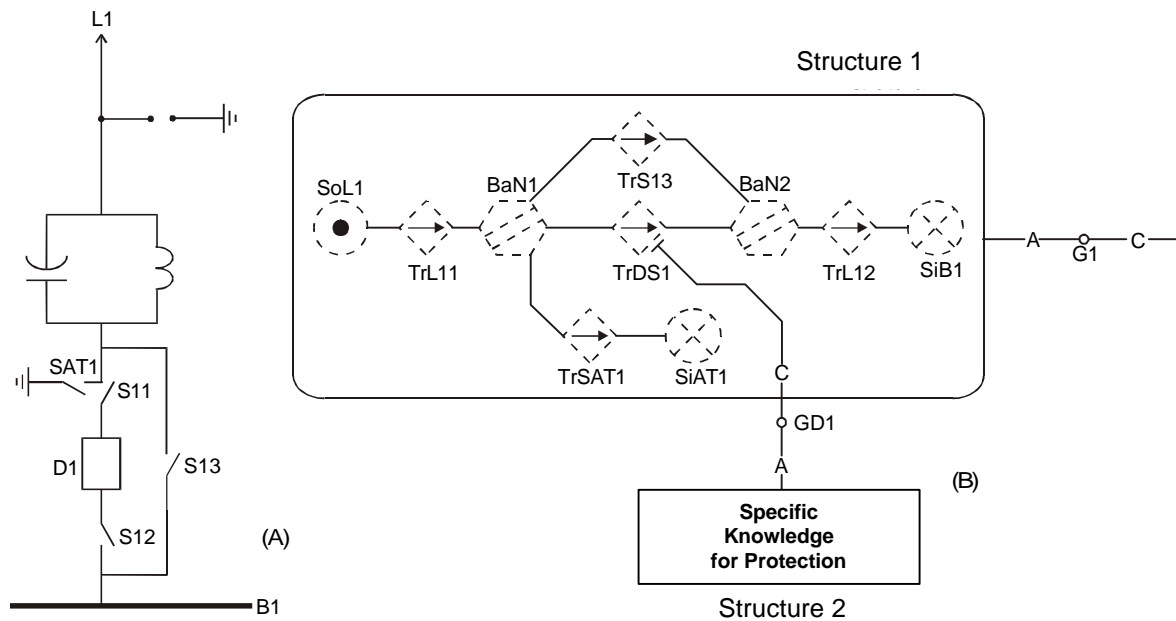 L1
SAT1
S11
D1
S13
S12
(A)
B1
Structure 1
SoL1
BaN1
TrS13
BaN2
TrL11
TrDS1
TrL12
SiB1
A
G1
C
TrSAT1
SiAT1
C
GD1
A
(B)
Specific
Knowledge
for Protection
Structure 2